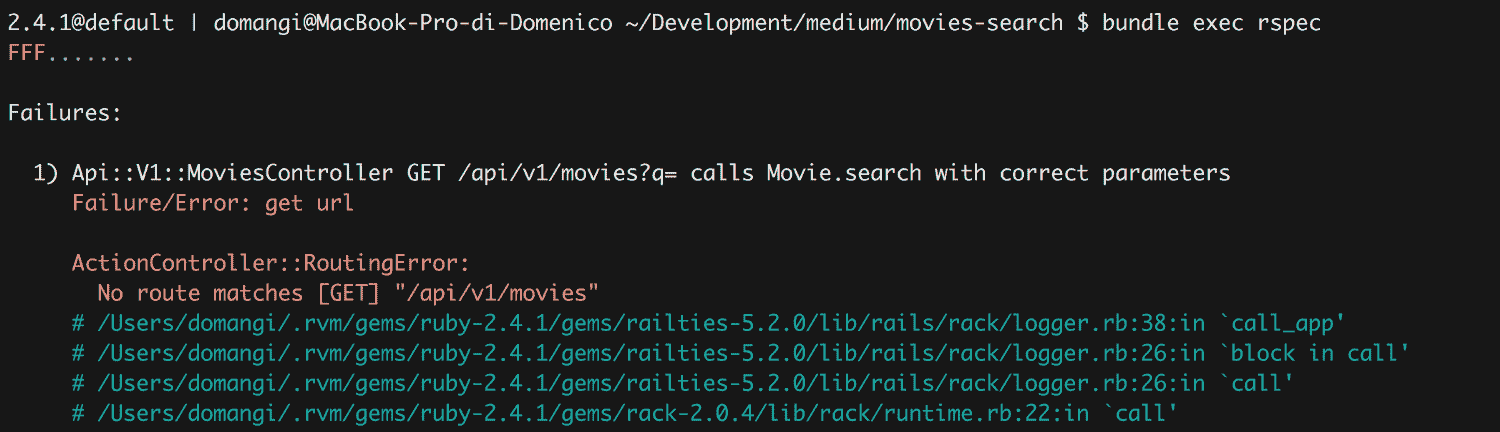 2.4.1@default | domangi@MacBook-Pro-di-Domenico ~/Development/medium/movies-search $ bundle exec rspec
FFF.......
Failures:
1) Api::V1::MoviesController GET /api/v1/movies?q= calls Movie.search with correct parameters
Failure/Error: get url
ActionController::RoutingError:
No route matches [GET] "/api/v1/movies"
# /Users/domangi/.rvm/gems/ruby-2.4.1/gems/railties-5.2.0/lib/rails/rack/logger.rb:38:in `call_app'
# /Users/domangi/.rvm/gems/ruby-2.4.1/gems/railties-5.2.0/lib/rails/rack/logger.rb:26:in `block in call'
# /Users/domangi/.rvm/gems/ruby-2.4.1/gems/railties-5.2.0/lib/rails/rack/logger.rb:26:in `call'
# /Users/domangi/.rvm/gems/ruby-2.4.1/gems/rack-2.0.4/lib/rack/runtime.rb:22:in `call'